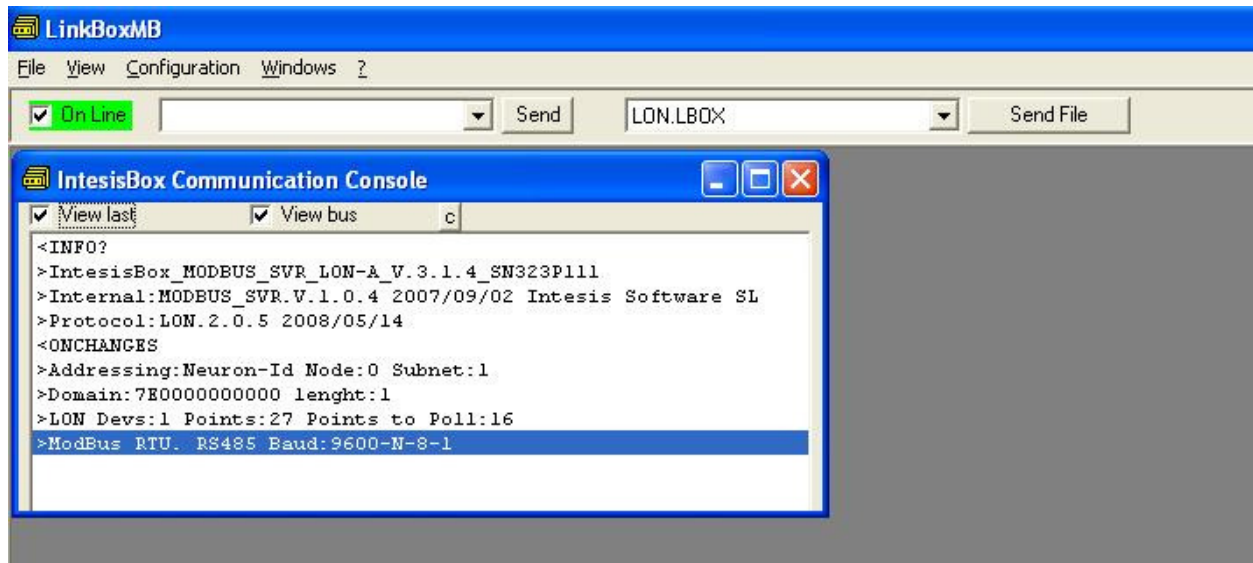 LinkBoxMB
File View Configuration Windows ?
On Line Send LON.LBOX Send File
IntesisBox Communication Console
View last View bus c
<INFO?
>IntesisBox_MODBUS_SVR_LON-A_V.3.1.4_SN323P111
>Internal:MODBUS_SVR.V.1.0.4 2007/09/02 Intesis Software SL
>Protocol:LON.2.0.5 2008/05/14
<ONCHANGES
>Addressing:Neuron-Id Node:0 Subnet:1
>Domain:7E0000000000 lenght:1
>LON Devs:1 Points:27 Points to Poll:16
>ModBus RTU. RS485 Baud:9600-N-8-1